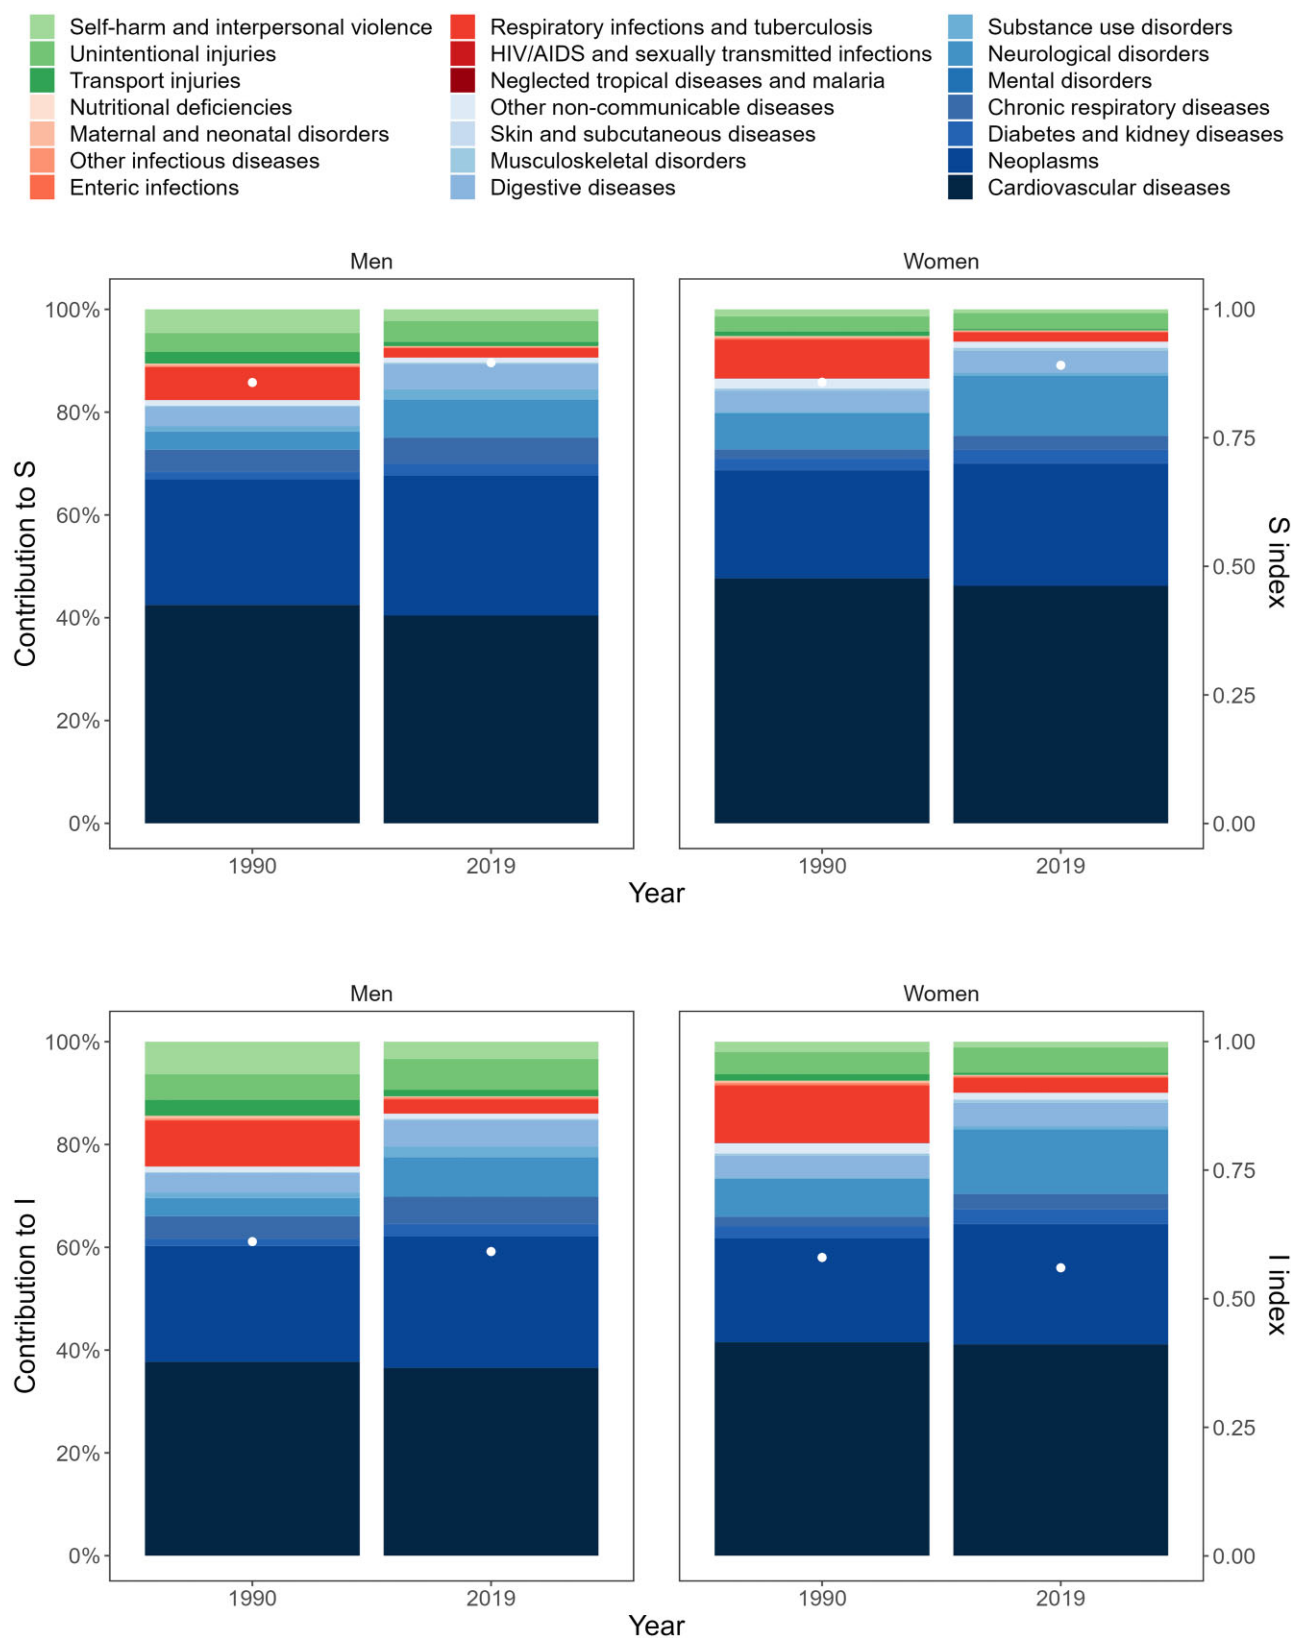 Self-harm and interpersonal violence
Unintentional injuries
Transport injuries
Nutritional deficiencies
Maternal and neonatal disorders
Other infectious diseases
Enteric infections
Respiratory infections and tuberculosis
HIV/AIDS and sexually transmitted infections
Neglected tropical diseases and malaria
Other non-communicable diseases
Skin and subcutaneous diseases
Musculoskeletal disorders
Digestive diseases
Substance use disorders
Neurological disorders
Mental disorders
Chronic respiratory diseases
Diabetes and kidney diseases
Neoplasms
Cardiovascular diseases
Men
Women
Contribution to S
100%
80%
60%
40%
20%
0%
1.00
0.75
0.50
0.25
0.00
S index
1990
2019
1990
2019
Year
Men
Women
Contribution to I
100%
80%
60%
40%
20%
0%
1.00
0.75
0.50
0.25
0.00
I index
1990
2019
1990
2019
Year